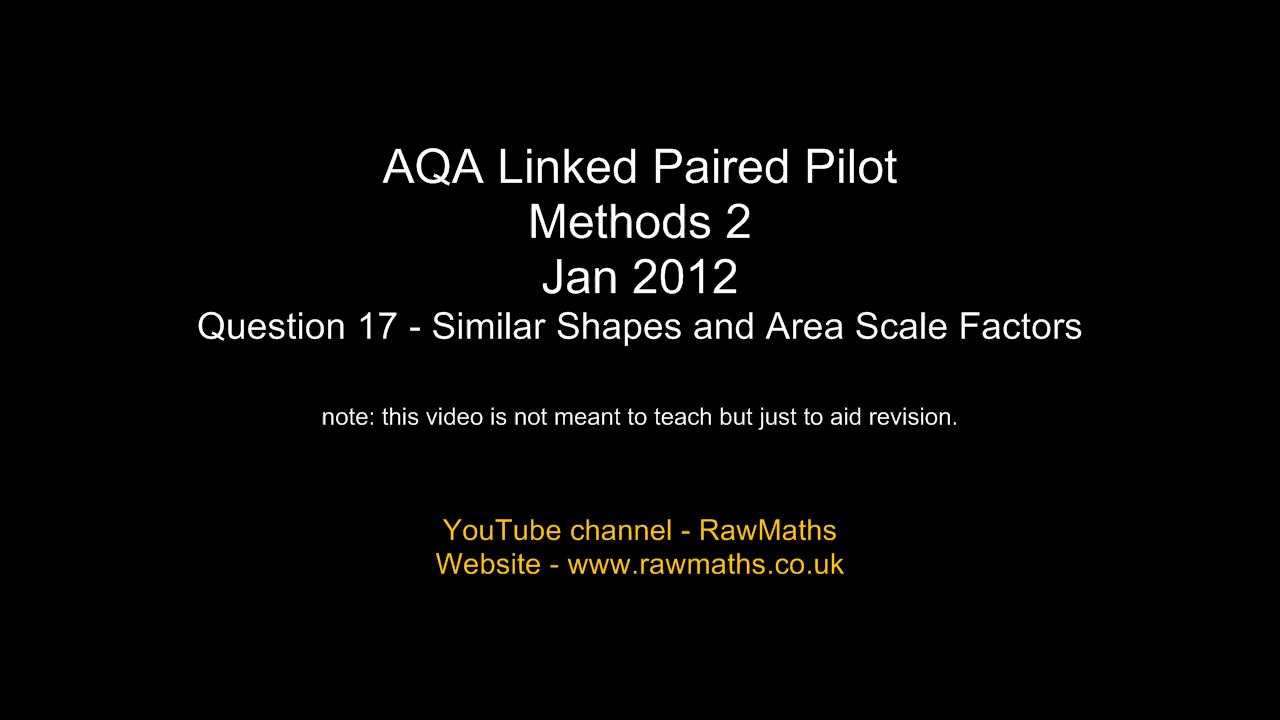 AQA Linked Paired Pilot
Methods 2
Jan 2012
Question 17 - Similar Shapes and Area Scale Factors
note: this video is not meant to teach but just to aid revision.
YouTube channel - RawMaths
Website - www.rawmaths.co.uk